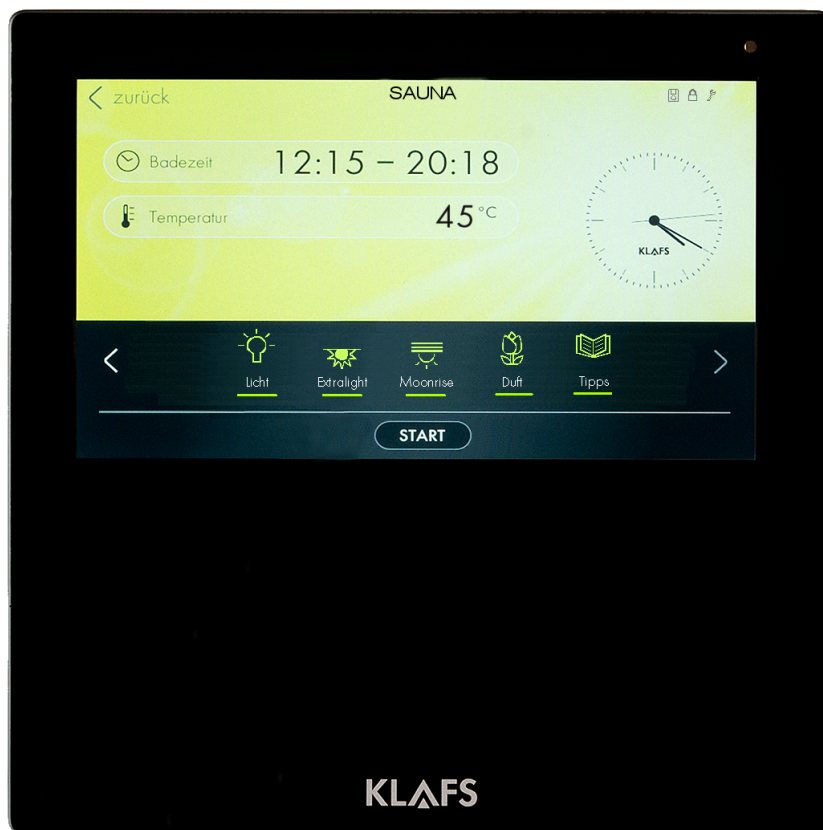 zurück
SAUNA
Badezeit 12:15 – 20:18
Temperatur 45 °C
KLAFS
Licht Extralight Moonrise Duft Tipps
START
KLAFS